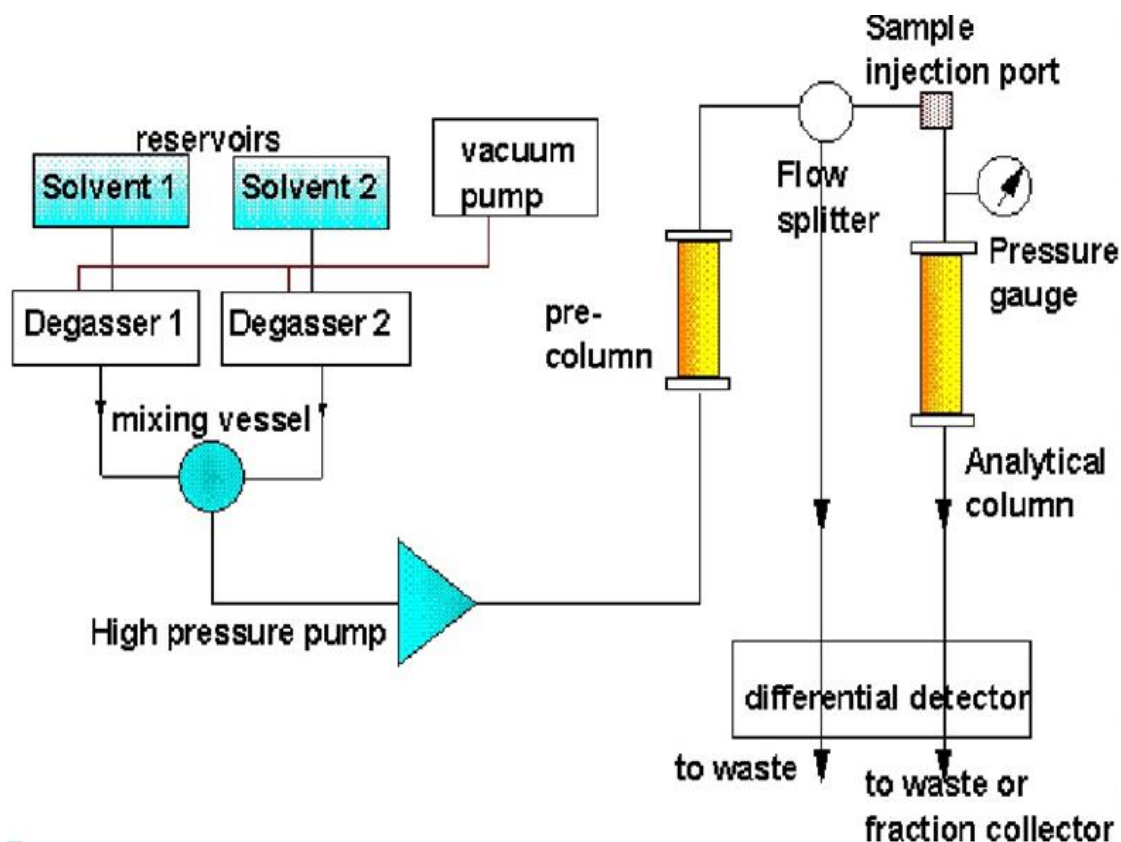 Sample
injection port
reservoirs
Solvent 1
Solvent 2
vacuum
pump
Flow
splitter
Degasser 1
Degasser 2
Pressure
gauge
pre-
column
mixing vessel
Analytical
column
High pressure pump
differential detector
to waste
to waste or
fraction collector